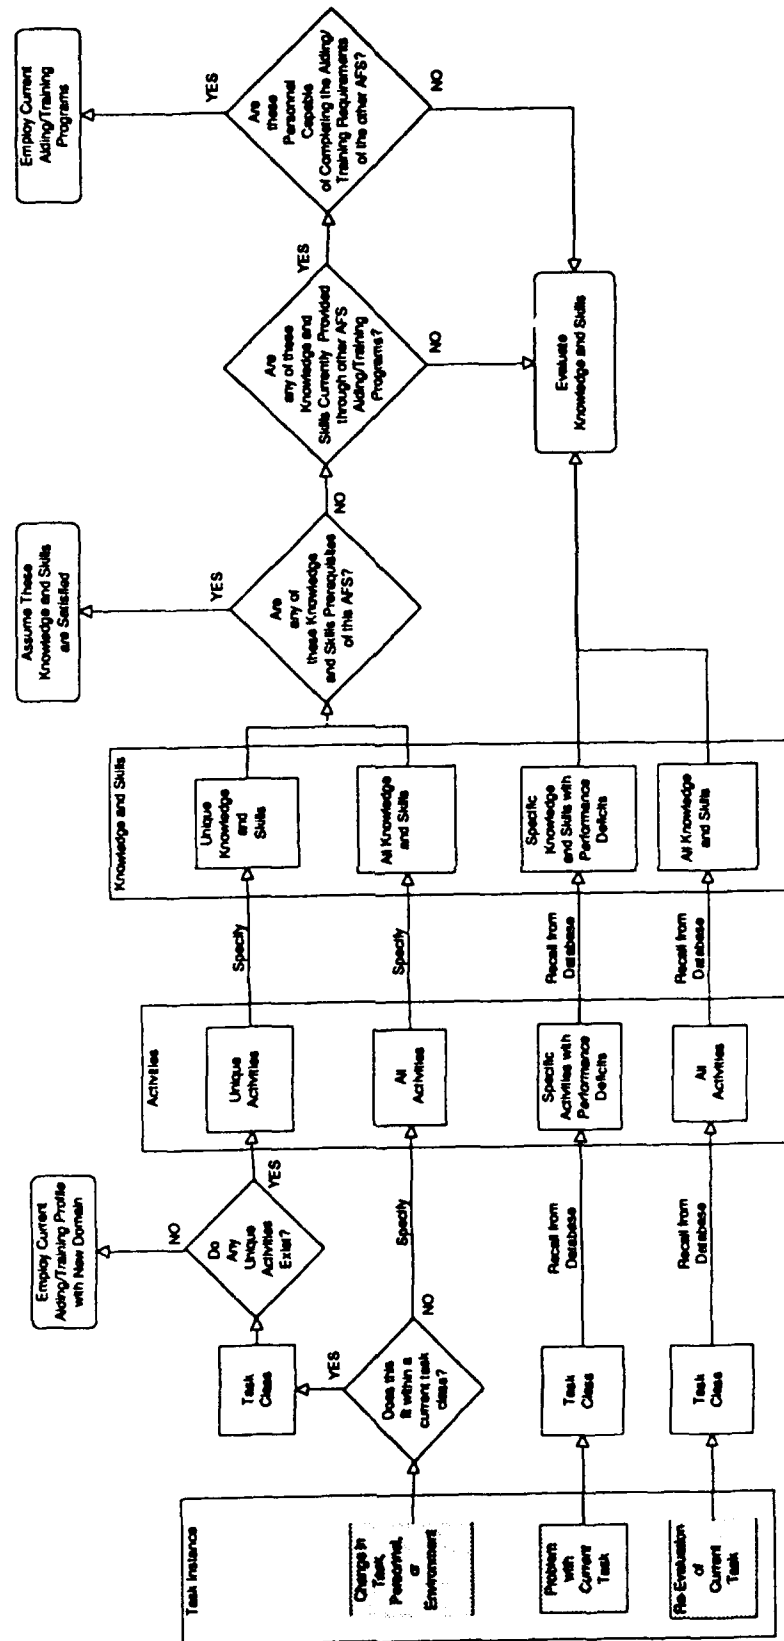 Task Instance
Change in
Task,
Personnel,
or
Environment
Problem
with
Current
Task
Re-Evaluation
of
Current
Task
Does this
fit within a
current task
class?
YES
NO
Task
Class
Task
Class
Task
Class
Do
Any
Unique
Activities
Exist?
NO
YES
Employ Current
Aiding/Training Profile
with New Domain
Specify
Recall from
Database
Recall from
Database
Activities
Unique
Activities
All
Activities
Specific
Activities with
Performance
Deficits
All
Activities
Specify
Specify
Recall from
Database
Recall from
Database
Knowledge and Skills
Unique
Knowledge
and
Skills
All Knowledge
and Skills
Specific
Knowledge
and Skills with
Performance
Deficits
All Knowledge
and Skills
Are
any of
these Knowledge
and Skills Prerequisites
of this AFS?
YES
NO
Assume These
Knowledge and Skills
are Satisfied
Are
any of these
Knowledge and
Skills Currently Provided
through other AFS
Aiding/Training
Programs?
YES
NO
Evaluate
Knowledge and Skills
Are
these
Personnel
Capable
of Completing the Aiding/
Training Requirements
of the other AFS?
YES
NO
Employ Current
Aiding/Training
Programs